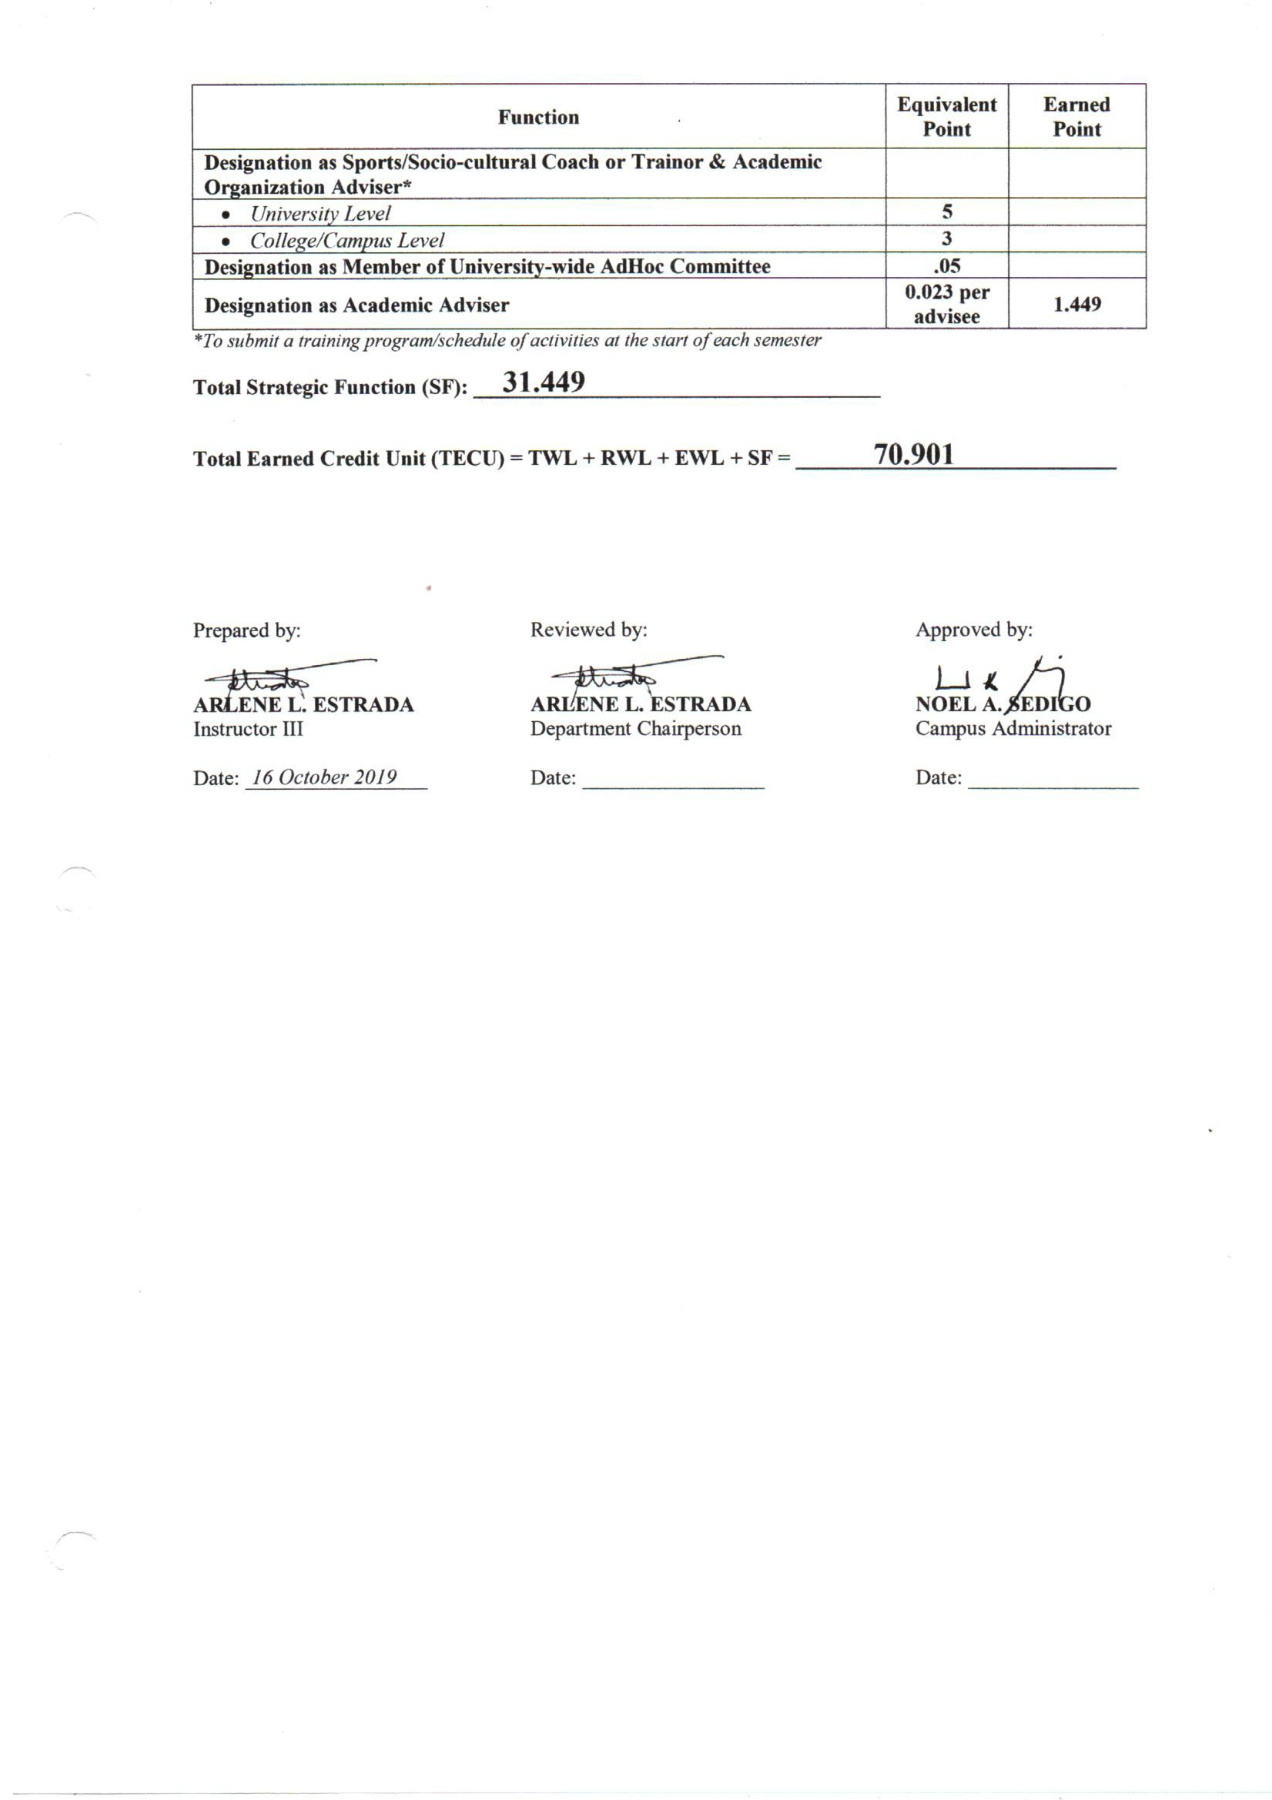 Function
Equivalent Point
Earned Point
Designation as Sports/Socio-cultural Coach or Trainor & Academic
Organization Adviser*
• University Level 5
• College/Campus Level 3
Designation as Member of University-wide AdHoc Committee .05
Designation as Academic Adviser 0.023 per advisee 1.449
*To submit a training program/schedule of activities at the start of each semester
Total Strategic Function (SF): 31.449
Total Earned Credit Unit (TECU) = TWL + RWL + EWL + SF = 70.901
Prepared by: Reviewed by: Approved by:
ARLENE L. ESTRADA ARLENE L. ESTRADA NOEL A. SEDIGO
Instructor III Department Chairperson Campus Administrator
Date: 16 October 2019 Date: Date: